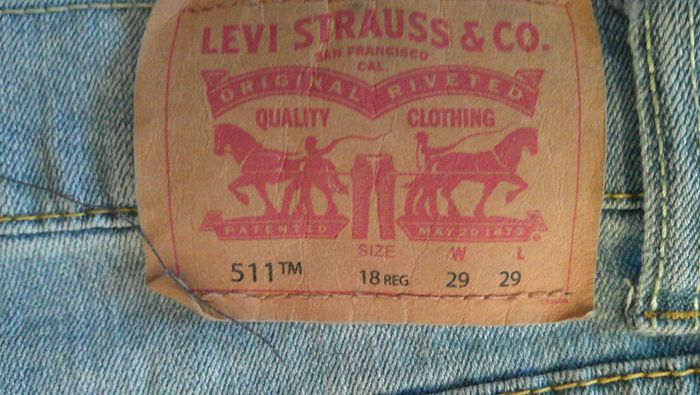 LEVI STRAUSS & CO.
SAN FRANCISCO
CAL.
ORIGINAL RIVETED
QUALITY CLOTHING
PATENTED MAY 20 1873
SIZE W L
511™ 18 REG 29 29